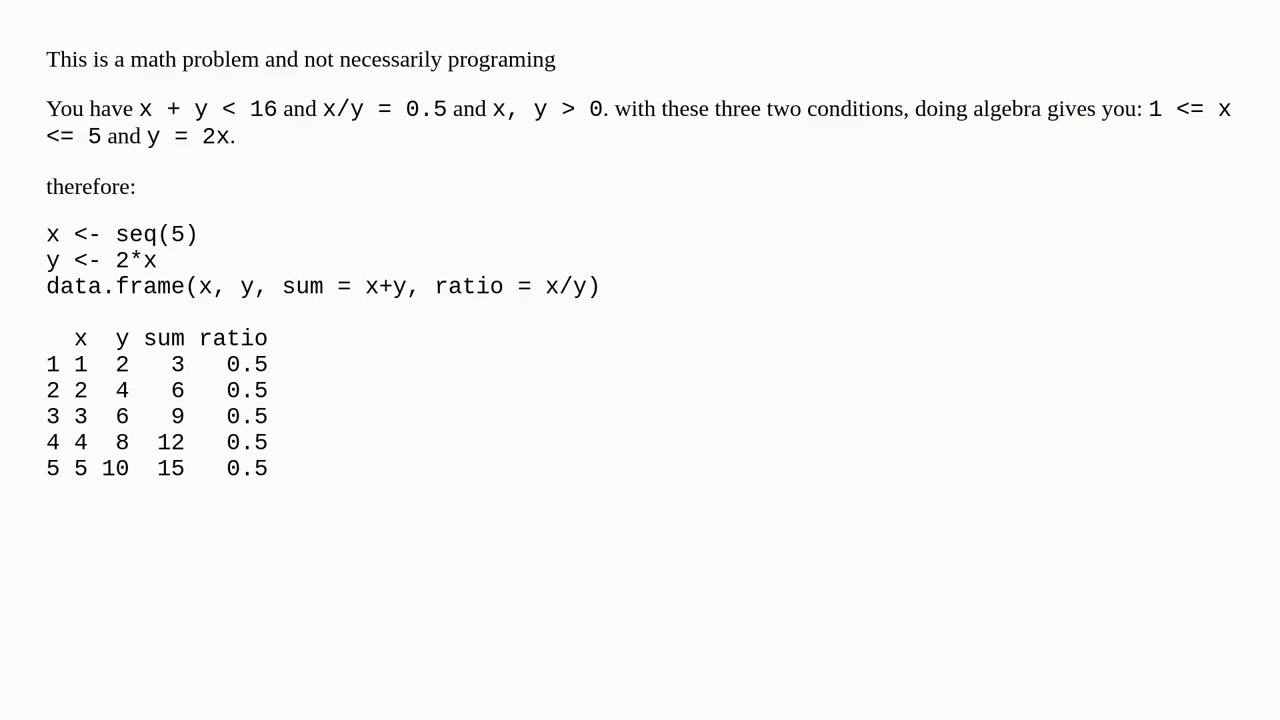 This is a math problem and not necessarily programing
You have x + y < 16 and x/y = 0.5 and x, y > 0. with these three two conditions, doing algebra gives you: 1 <= x
<= 5 and y = 2x.
therefore:
x <- seq(5)
y <- 2*x
data.frame(x, y, sum = x+y, ratio = x/y)
  x  y sum ratio
1 1  2   3   0.5
2 2  4   6   0.5
3 3  6   9   0.5
4 4  8  12   0.5
5 5 10  15   0.5